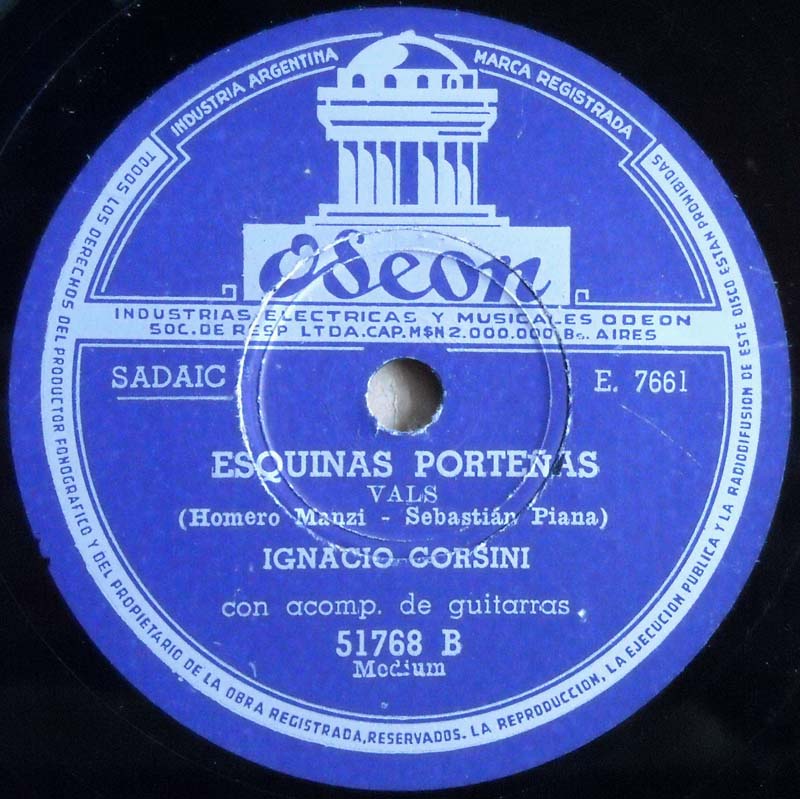 INDUSTRIA ARGENTINA
MARCA REGISTRADA
Odeon
INDUSTRIAS ELECTRICAS Y MUSICALES ODEON
SOC. DE RESP LTDA. CAP. M$N 2.000.000 Bs. AIRES
SADAIC
E. 7661
ESQUINAS PORTEÑAS
VALS
(Homero Manzi - Sebastián Piana)
IGNACIO CORSINI
con acomp. de guitarras.
51768 B
Medium
TODOS LOS DERECHOS DEL PRODUCTOR FONOGRAFICO Y DEL PROPIETARIO DE LA OBRA REGISTRADA, RESERVADOS. LA REPRODUCCION, LA EJECUCION PUBLICA Y LA RADIODIFUSION DE ESTE DISCO ESTAN PROHIBIDAS